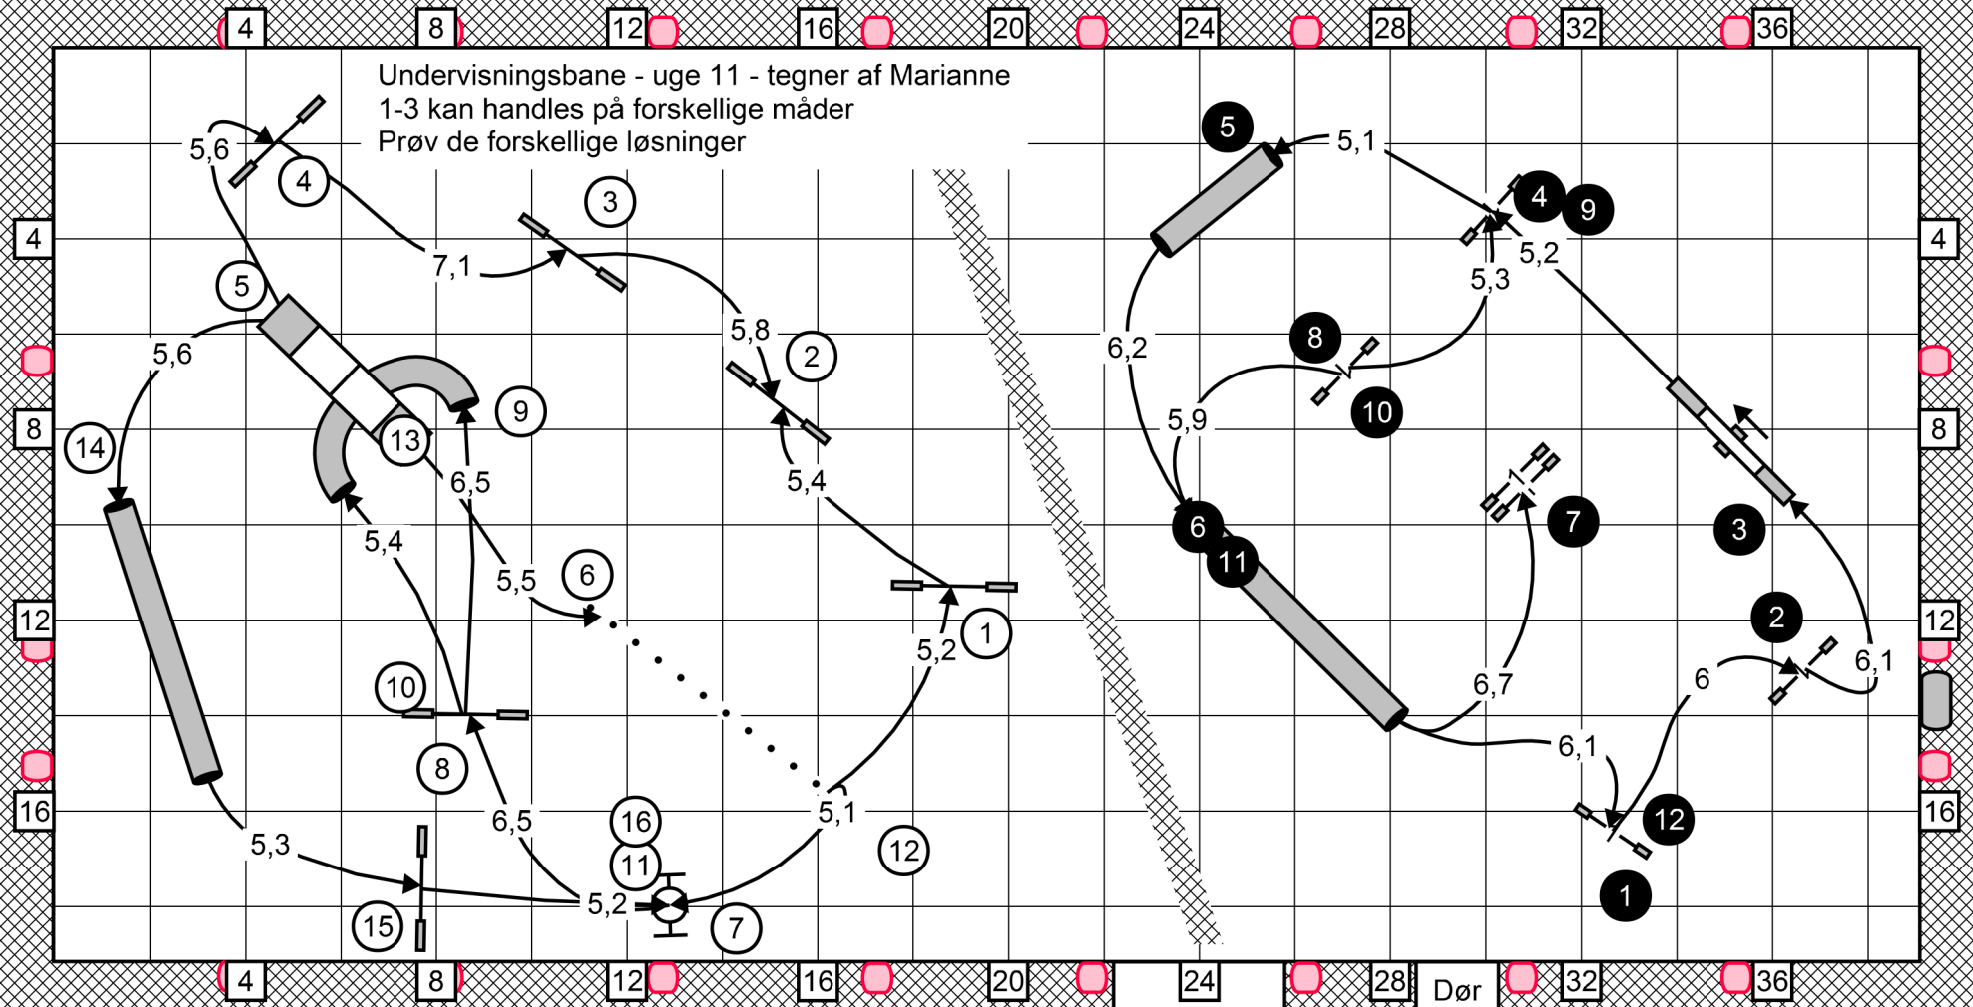 4 8 12 16 20 24 28 32 36
Undervisningsbane - uge 11 - tegner af Marianne
1-3 kan handles på forskellige måder
Prøv de forskellige løsninger
5 5,1
5,6
4 3 4 9
4 4
7,1 5,2
5 5,3
5,8 8
5,6 2 6,2
9 10
8 13 5,9 8
14
6,5 5,4
6 7 3
5,4 11
5,5 6
12 1 2 12
5,2 6,1
10 6,7 6
8 6,1
16 6,5 16 5,1 12 16
5,3 11 12
5,2 1
15 7
4 8 12 16 20 24 28 Dør 32 36